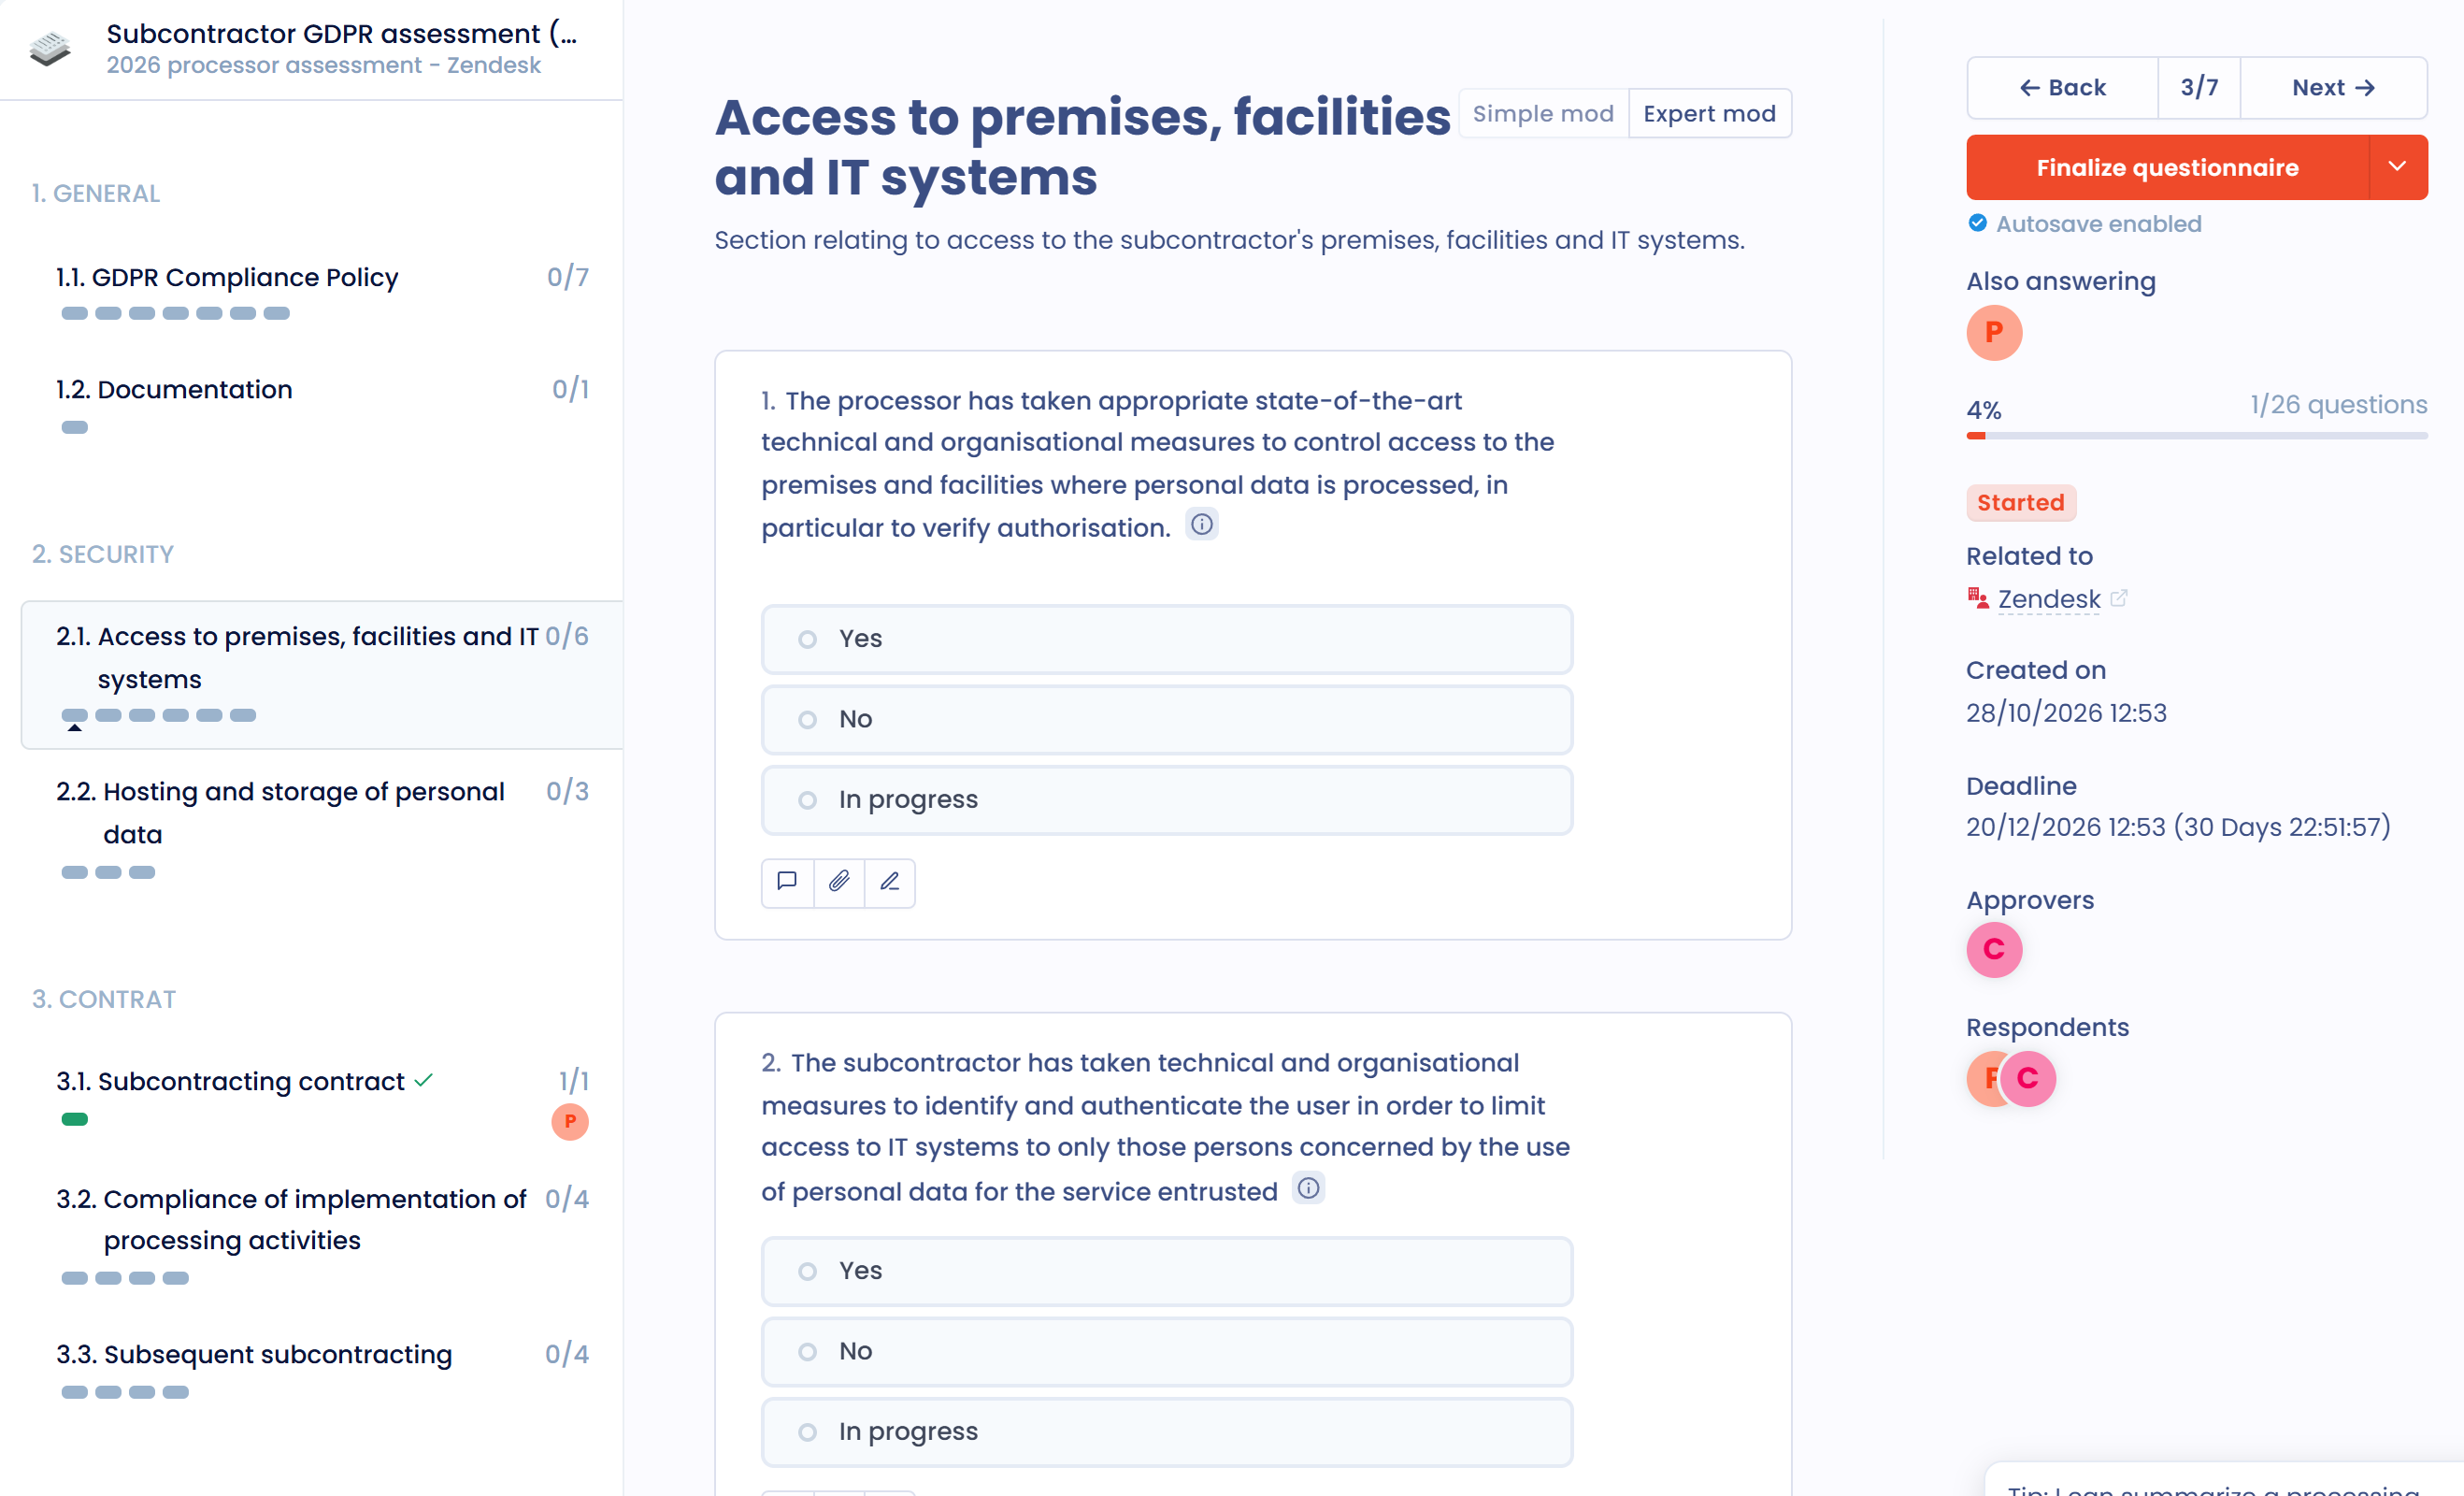 Subcontractor GDPR assessment (...
2026 processor assessment - Zendesk
1. GENERAL
1.1. GDPR Compliance Policy 0/7
1.2. Documentation 0/1
2. SECURITY
2.1. Access to premises, facilities and IT 0/6
systems
2.2. Hosting and storage of personal 0/3
data
3. CONTRAT
3.1. Subcontracting contract 1/1
P
3.2. Compliance of implementation of 0/4
processing activities
3.3. Subsequent subcontracting 0/4
Access to premises, facilities
and IT systems
Simple mod Expert mod
Section relating to access to the subcontractor's premises, facilities and IT systems.
1. The processor has taken appropriate state-of-the-art
technical and organisational measures to control access to the
premises and facilities where personal data is processed, in
particular to verify authorisation.
Yes
No
In progress
2. The subcontractor has taken technical and organisational
measures to identify and authenticate the user in order to limit
access to IT systems to only those persons concerned by the use
of personal data for the service entrusted
Yes
No
In progress
← Back 3/7 Next →
Finalize questionnaire
Autosave enabled
Also answering
P
4% 1/26 questions
Started
Related to
Zendesk
Created on
28/10/2026 12:53
Deadline
20/12/2026 12:53 (30 Days 22:51:57)
Approvers
C
Respondents
P C
Tip: I can summarize a processing